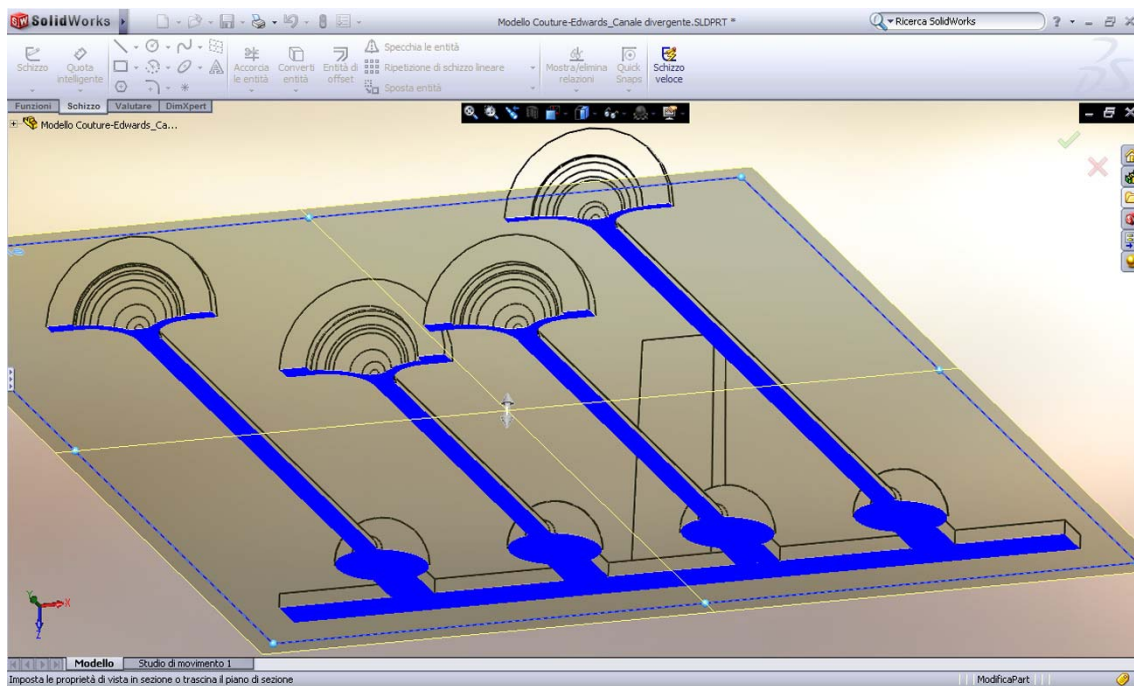 SolidWorks
Modello Couture-Edwards_Canale divergente.SLDPRT *
Ricerca SolidWorks
?
Schizzo
Quota intelligente
Accorcia le entità
Converti entità
Entità di offset
Specchia le entità
Ripetizione di schizzo lineare
Sposta entità
Mostra/elimina relazioni
Quick Snaps
Schizzo veloce
Funzioni
Schizzo
Valutare
DimXpert
Modello Couture-Edwards_Ca...
Y
X
Z
Modello
Studio di movimento 1
Imposta le proprietà di vista in sezione o trascina il piano di sezione
ModificaPart